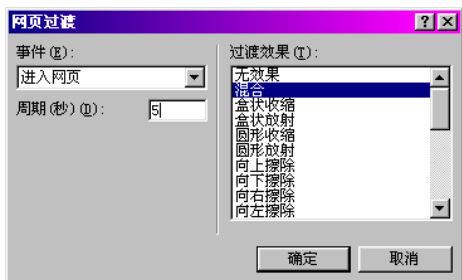 网页过渡
事件(E):
进入网页
周期(秒)(D):
5
过渡效果(T):
无效果
混合
盒状收缩
盒状放射
圆形收缩
圆形放射
向上擦除
向下擦除
向右擦除
向左擦除
确定
取消